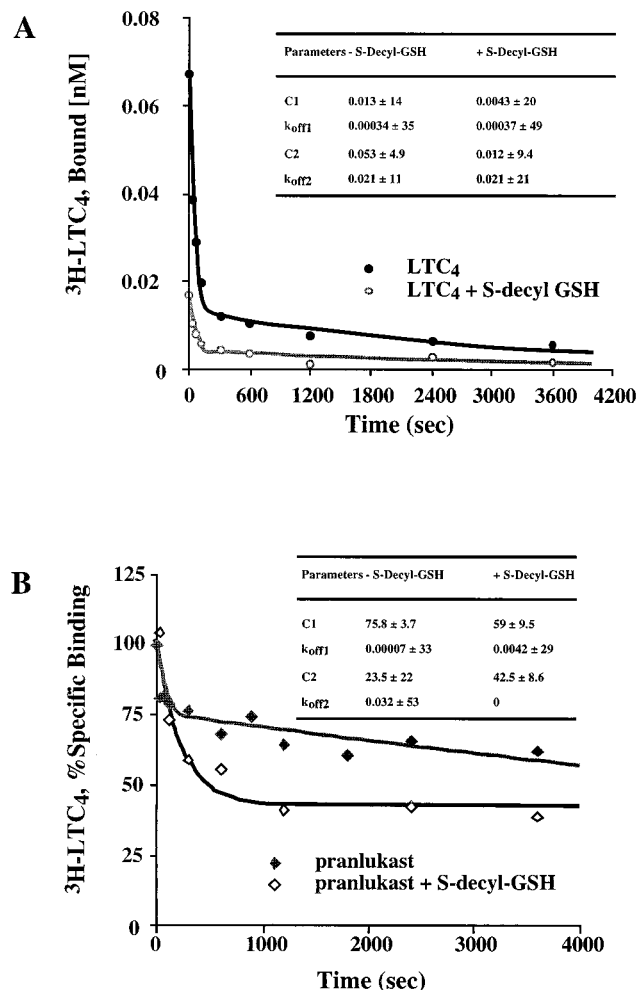 A
³H-LTC₄, Bound [nM]
0.08
0.06
0.04
0.02
0
Parameters - S-Decyl-GSH + S-Decyl-GSH
C1 0.013 ± 14 0.0043 ± 20
koff1 0.00034 ± 35 0.00037 ± 49
C2 0.053 ± 4.9 0.012 ± 9.4
koff2 0.021 ± 11 0.021 ± 21
LTC₄
LTC₄ + S-decyl GSH
0 600 1200 1800 2400 3000 3600 4200
Time (sec)
B
³H-LTC₄, %Specific Binding
125
100
75
50
25
0
Parameters - S-Decyl-GSH + S-Decyl-GSH
C1 75.8 ± 3.7 59 ± 9.5
koff1 0.00007 ± 33 0.0042 ± 29
C2 23.5 ± 22 42.5 ± 8.6
koff2 0.032 ± 53 0
pranlukast
pranlukast + S-decyl-GSH
0 1000 2000 3000 4000
Time (sec)